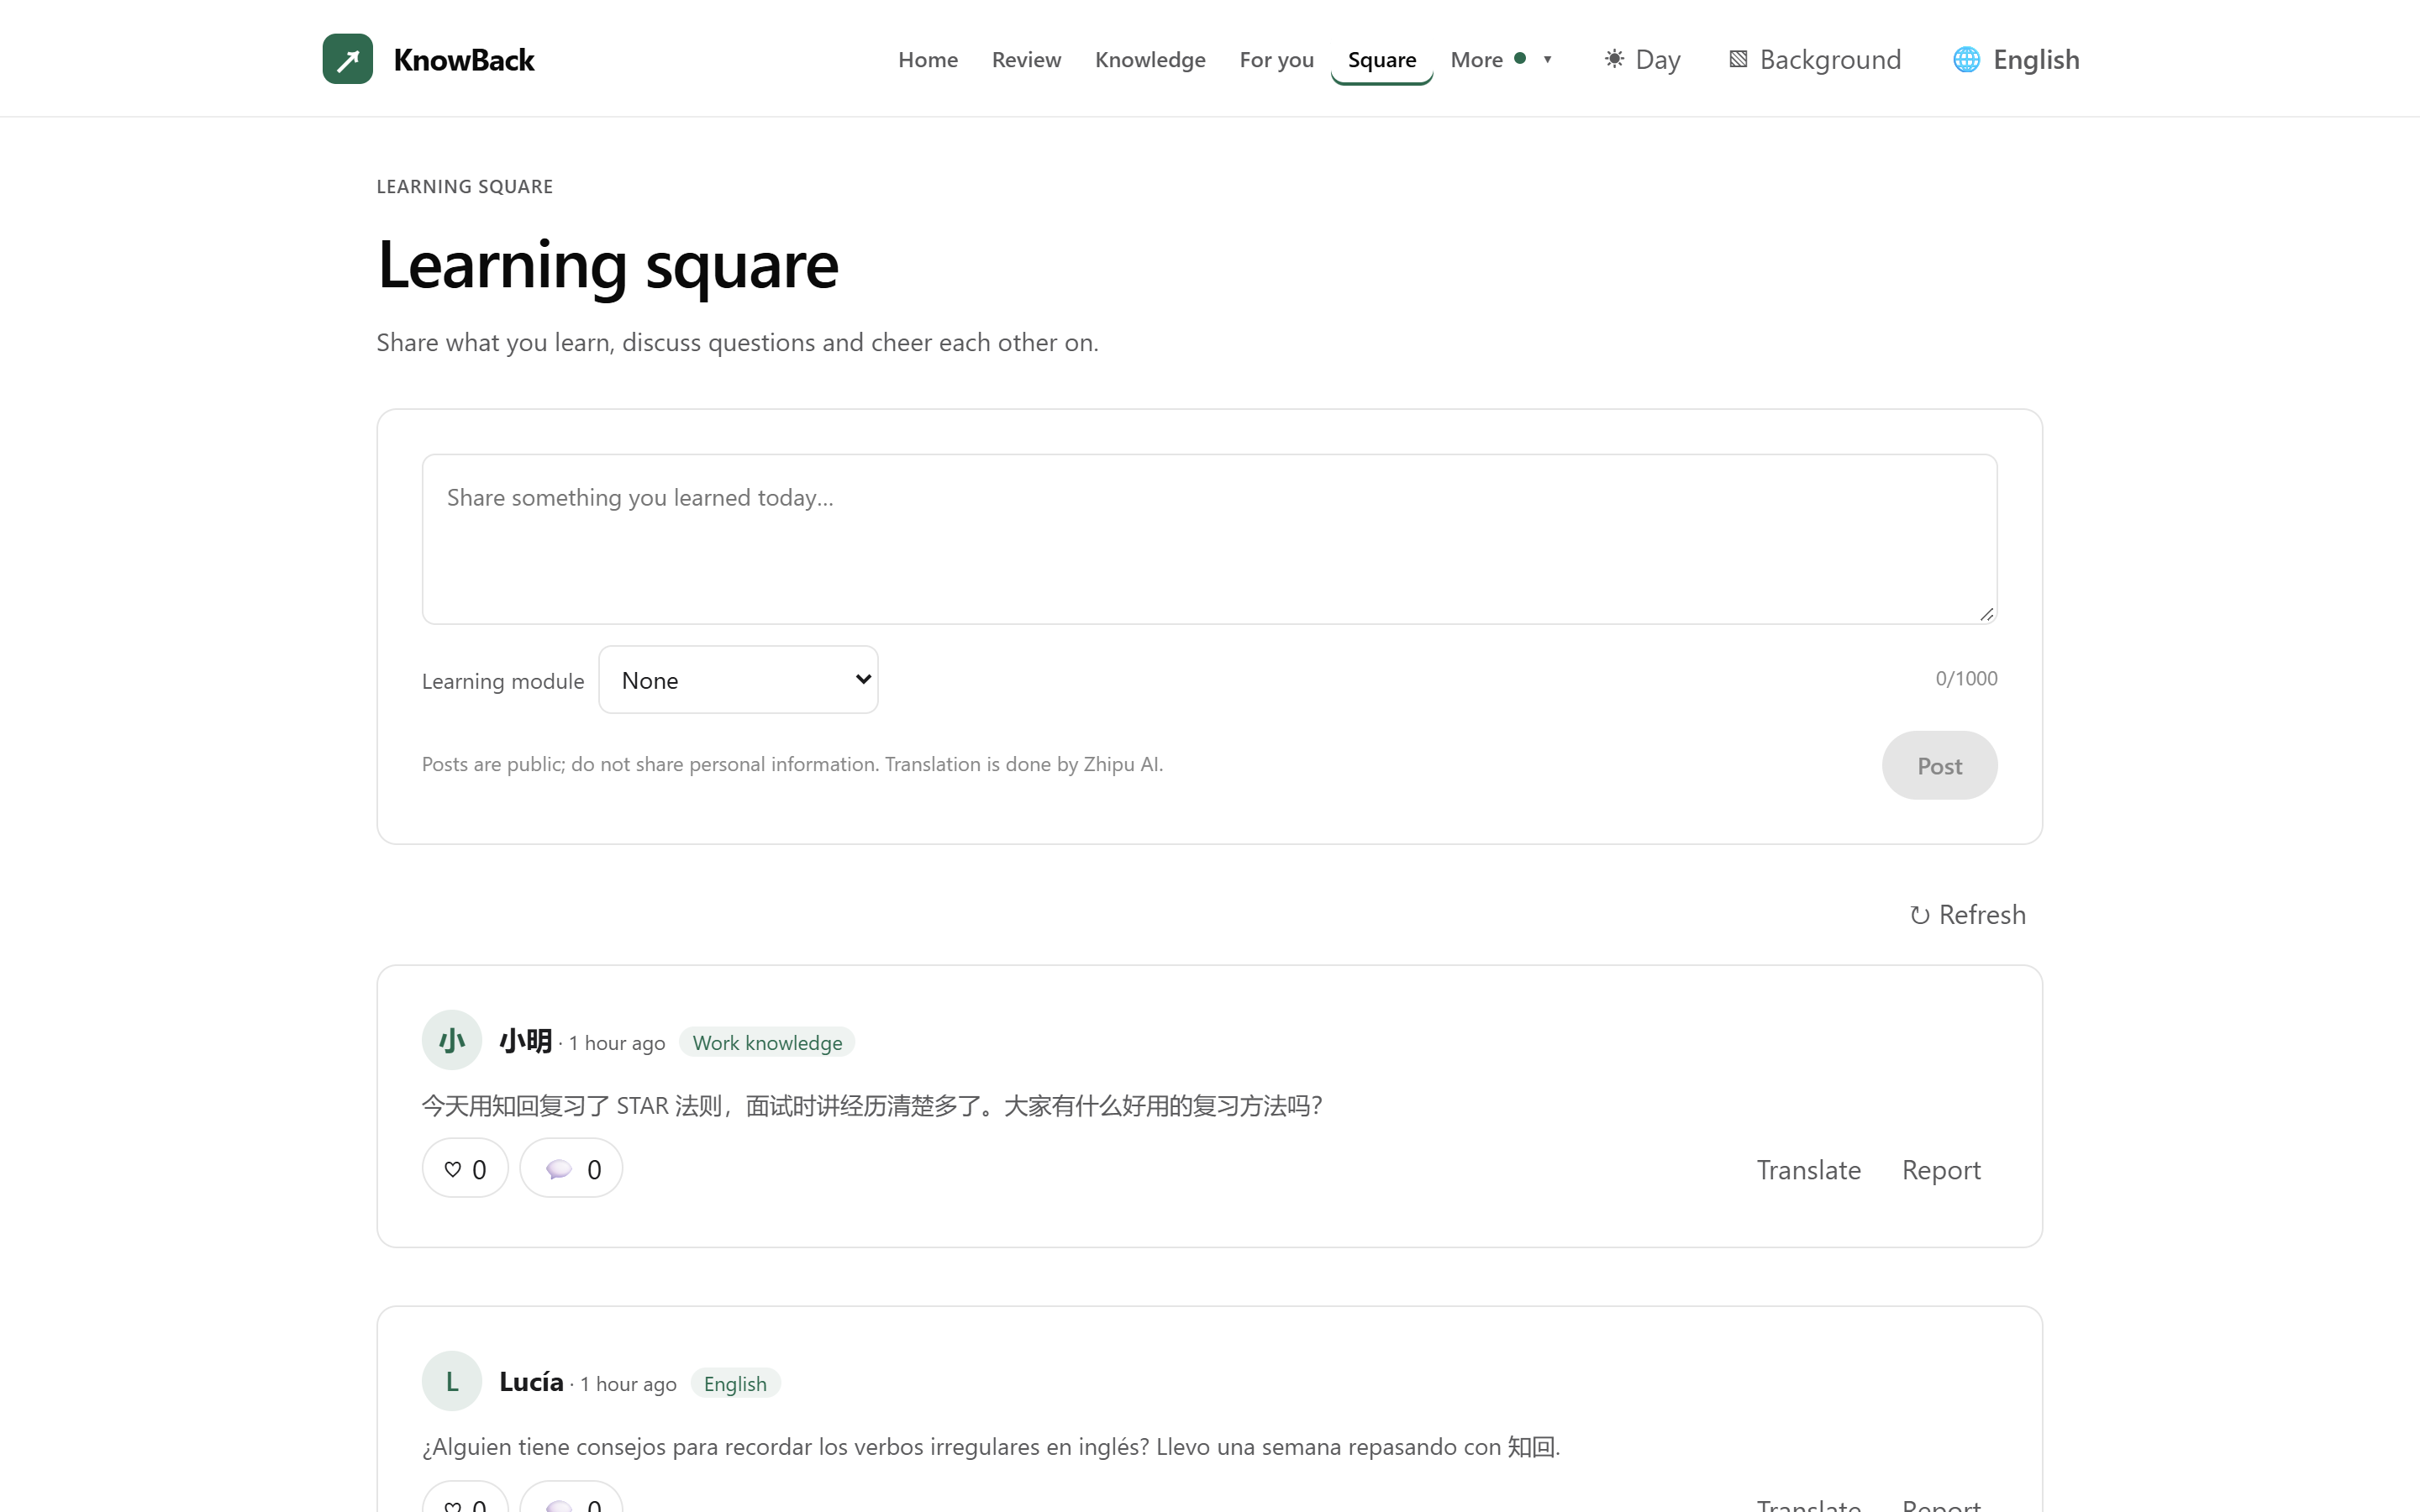 KnowBack
Home Review Knowledge For you Square More Day Background English
LEARNING SQUARE
Learning square
Share what you learn, discuss questions and cheer each other on.
Share something you learned today...
Learning module None 0/1000
Posts are public; do not share personal information. Translation is done by Zhipu AI. Post
↻ Refresh
小 小明 · 1 hour ago Work knowledge
今天用知回复习了 STAR 法则，面试时讲经历清楚多了。大家有什么好用的复习方法吗？
♡ 0 0 Translate Report
L Lucía · 1 hour ago English
¿Alguien tiene consejos para recordar los verbos irregulares en inglés? Llevo una semana repasando con 知回.
♡ 0 0 Translate Report